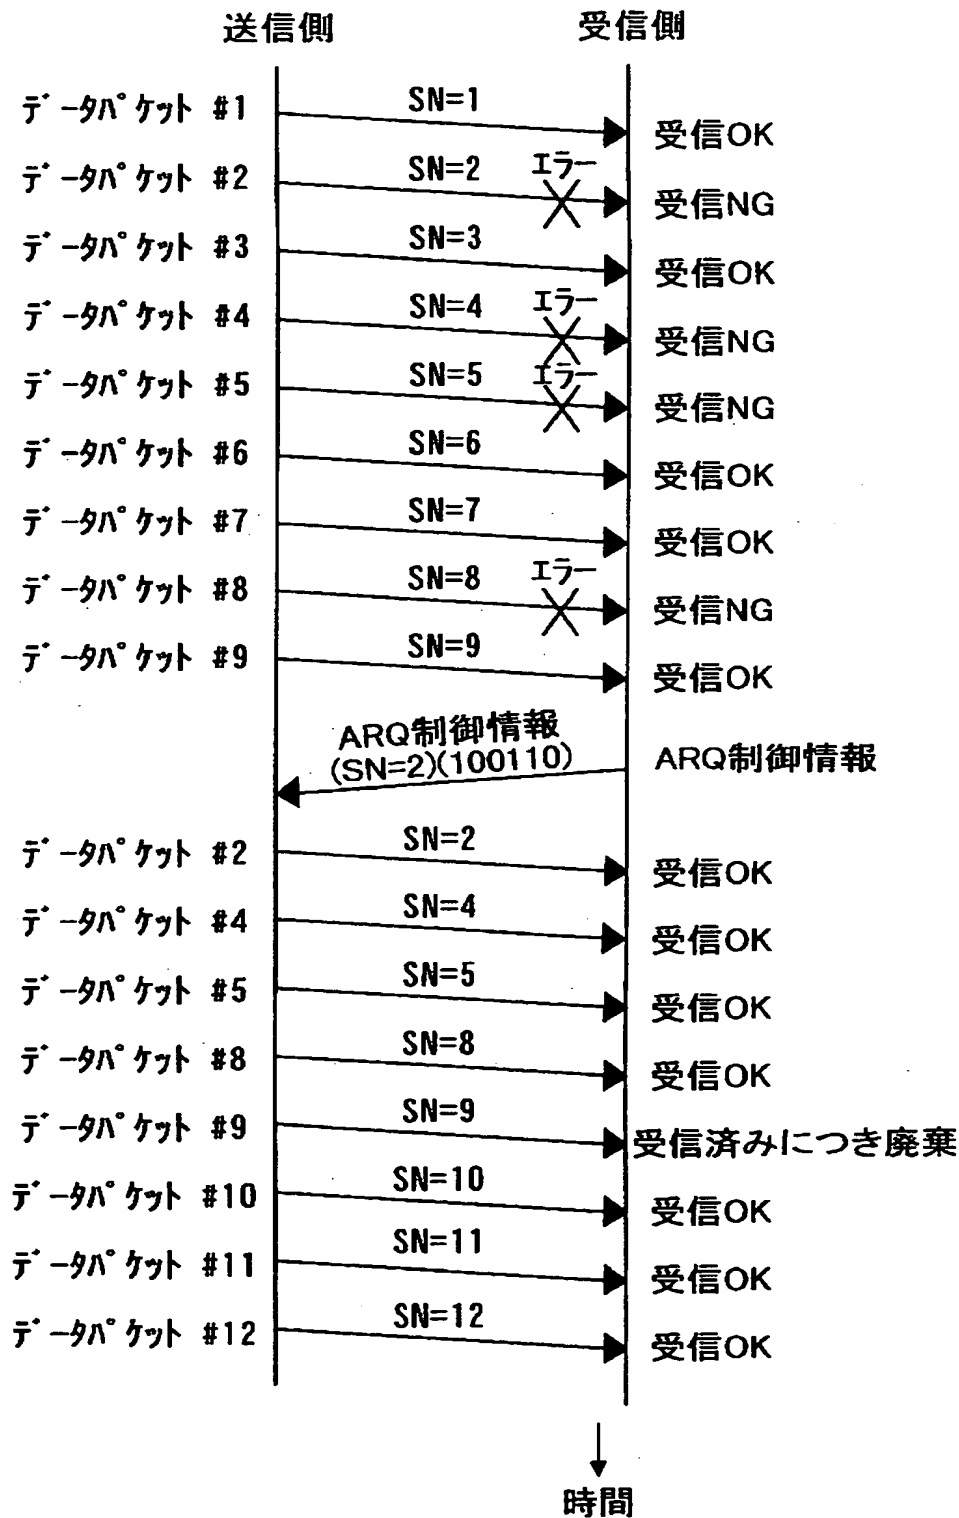 送信側 受信側
ﾃﾞｰﾀﾊﾟｹｯﾄ #1 SN=1 受信OK
ﾃﾞｰﾀﾊﾟｹｯﾄ #2 SN=2 エラー 受信NG
ﾃﾞｰﾀﾊﾟｹｯﾄ #3 SN=3 受信OK
ﾃﾞｰﾀﾊﾟｹｯﾄ #4 SN=4 エラー 受信NG
ﾃﾞｰﾀﾊﾟｹｯﾄ #5 SN=5 エラー 受信NG
ﾃﾞｰﾀﾊﾟｹｯﾄ #6 SN=6 受信OK
ﾃﾞｰﾀﾊﾟｹｯﾄ #7 SN=7 受信OK
ﾃﾞｰﾀﾊﾟｹｯﾄ #8 SN=8 エラー 受信NG
ﾃﾞｰﾀﾊﾟｹｯﾄ #9 SN=9 受信OK
ARQ制御情報
(SN=2)(100110) ARQ制御情報
ﾃﾞｰﾀﾊﾟｹｯﾄ #2 SN=2 受信OK
ﾃﾞｰﾀﾊﾟｹｯﾄ #4 SN=4 受信OK
ﾃﾞｰﾀﾊﾟｹｯﾄ #5 SN=5 受信OK
ﾃﾞｰﾀﾊﾟｹｯﾄ #8 SN=8 受信OK
ﾃﾞｰﾀﾊﾟｹｯﾄ #9 SN=9 受信済みにつき廃棄
ﾃﾞｰﾀﾊﾟｹｯﾄ #10 SN=10 受信OK
ﾃﾞｰﾀﾊﾟｹｯﾄ #11 SN=11 受信OK
ﾃﾞｰﾀﾊﾟｹｯﾄ #12 SN=12 受信OK
時間